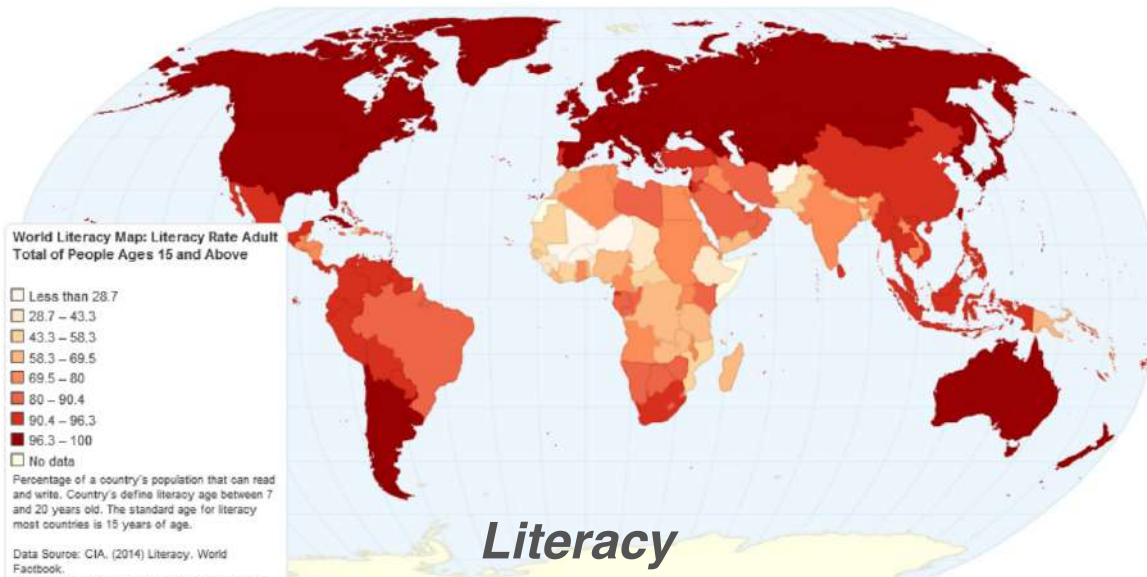 World Literacy Map: Literacy Rate Adult
Total of People Ages 15 and Above
Less than 28.7
28.7 – 43.3
43.3 – 58.3
58.3 – 69.5
69.5 – 80
80 – 90.4
90.4 – 96.3
96.3 – 100
No data
Percentage of a country's population that can read
and write. Country's define literacy age between 7
and 20 years old. The standard age for literacy
most countries is 15 years of age.
Data Source: CIA. (2014) Literacy. World
Factbook.
Literacy